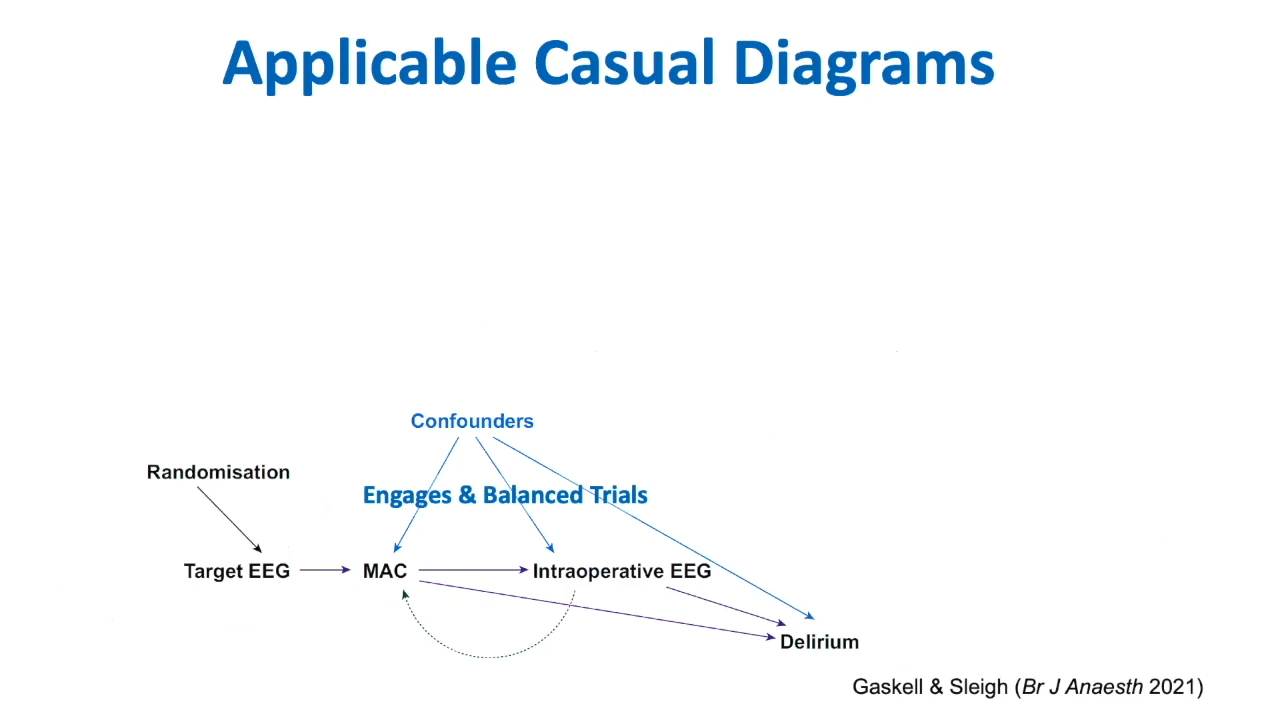 Applicable Casual Diagrams
Confounders
Randomisation
Engages & Balanced Trials
Target EEG
MAC
Intraoperative EEG
Delirium
Gaskell & Sleigh (Br J Anaesth 2021)